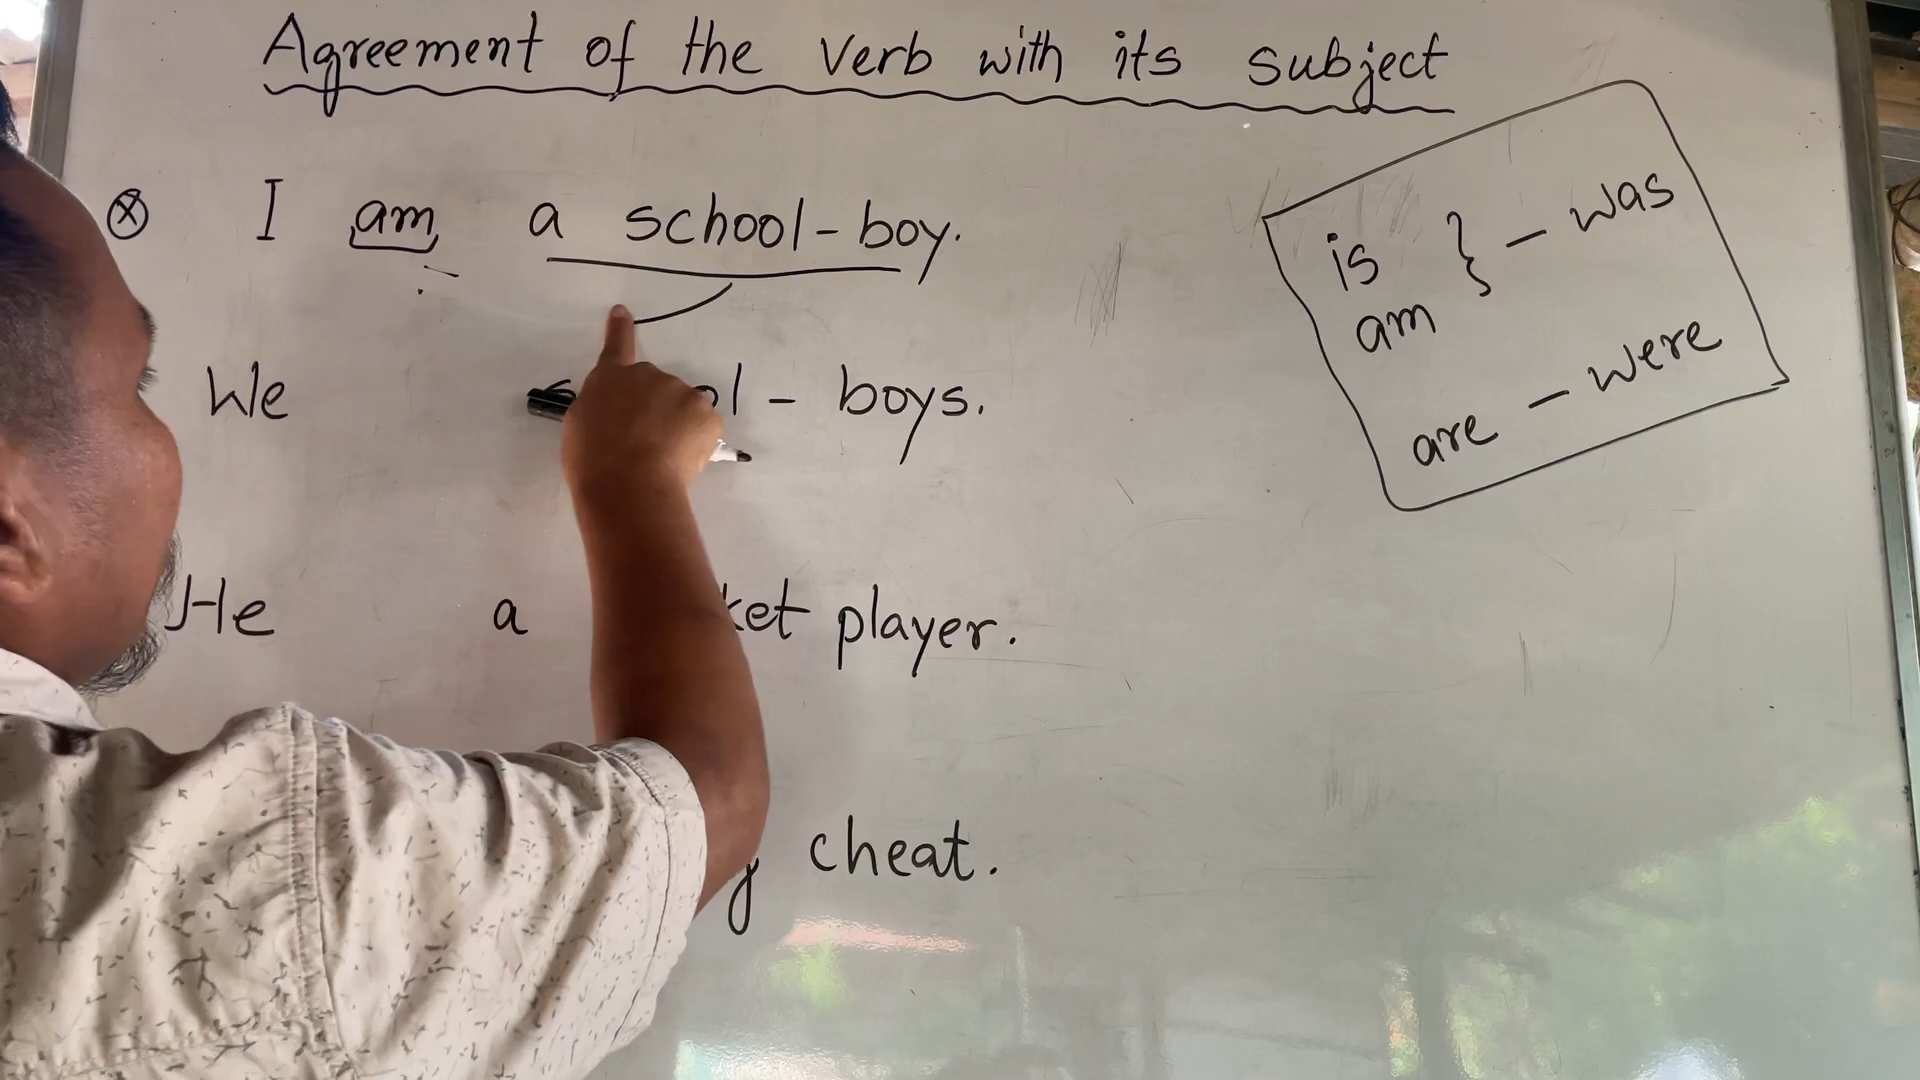 Agreement of the verb with its subject
I am a school-boy.
We - boys.
He a player.
cheat.
is } - was
am
are - were